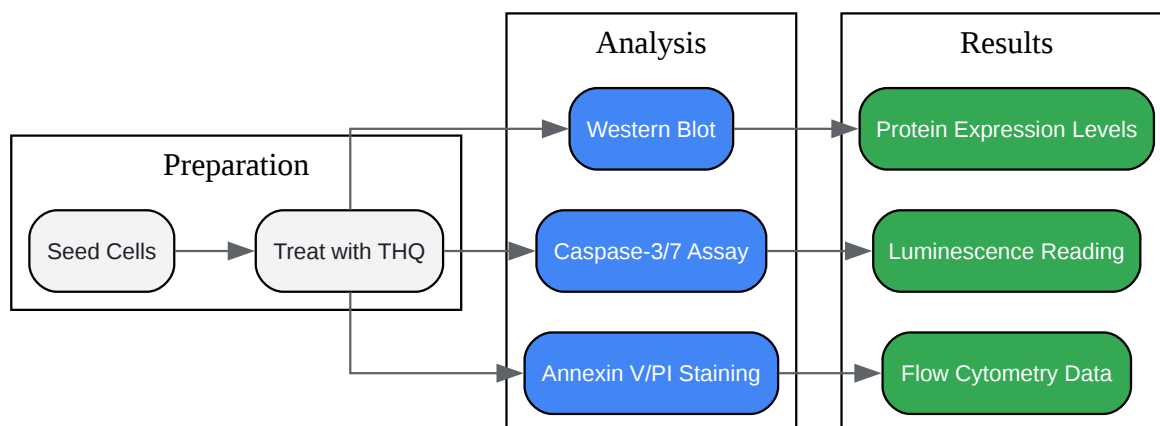 Preparation
Seed Cells
Treat with THQ
Analysis
Western Blot
Caspase-3/7 Assay
Annexin V/PI Staining
Results
Protein Expression Levels
Luminescence Reading
Flow Cytometry Data